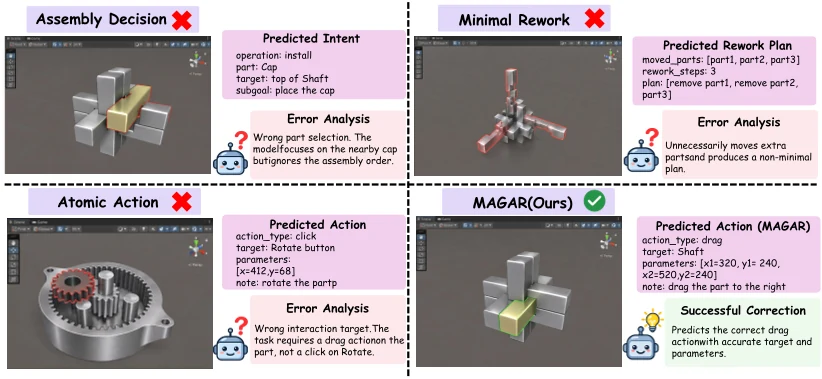 Assembly Decision
Predicted Intent
operation: install
part: Cap
target: top of Shaft
subgoal: place the cap
Error Analysis
Wrong part selection. The
modelfocuses on the nearby cap
butignores the assembly order.
Minimal Rework
Predicted Rework Plan
moved_parts: [part1, part2, part3]
rework_steps: 3
plan: [remove part1, remove part2,
part3]
Error Analysis
Unnecessarily moves extra
partsand produces a non-minimal
plan.
Atomic Action
Predicted Action
action_type: click
target: Rotate button
parameters:
[x=412,y=68]
note: rotate the partp
Error Analysis
Wrong interaction target.The
task requires a drag actionon the
part, not a click on Rotate.
MAGAR(Ours)
Predicted Action (MAGAR)
action_type: drag
target: Shaft
parameters: [x1=320, y1= 240,
x2=520,y2=240]
note: drag the part to the right
Successful Correction
Predicts the correct drag
actionwith accurate target and
parameters.